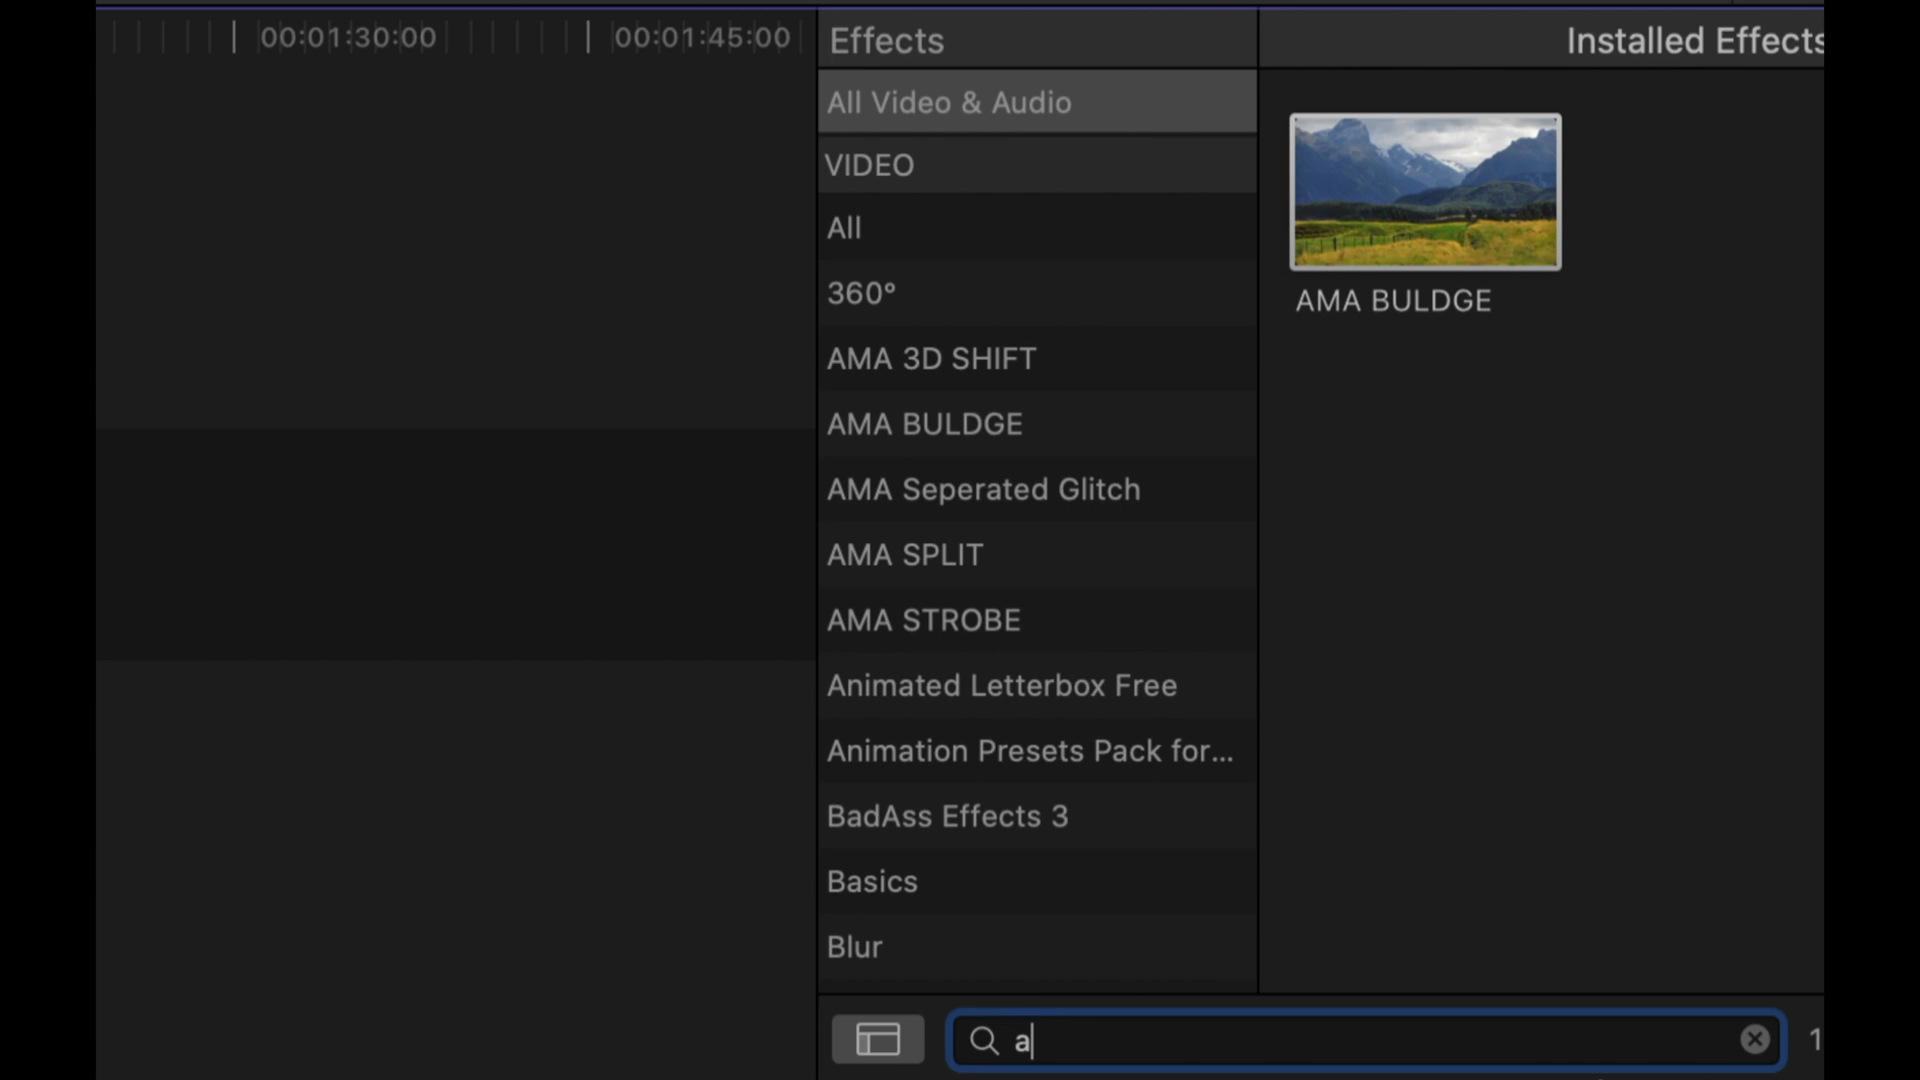 00:01:30:00
00:01:45:00
Effects
Installed Effects
All Video & Audio
VIDEO
All
360°
AMA 3D SHIFT
AMA BULDGE
AMA Seperated Glitch
AMA SPLIT
AMA STROBE
Animated Letterbox Free
Animation Presets Pack for...
BadAss Effects 3
Basics
Blur
AMA BULDGE
a
1